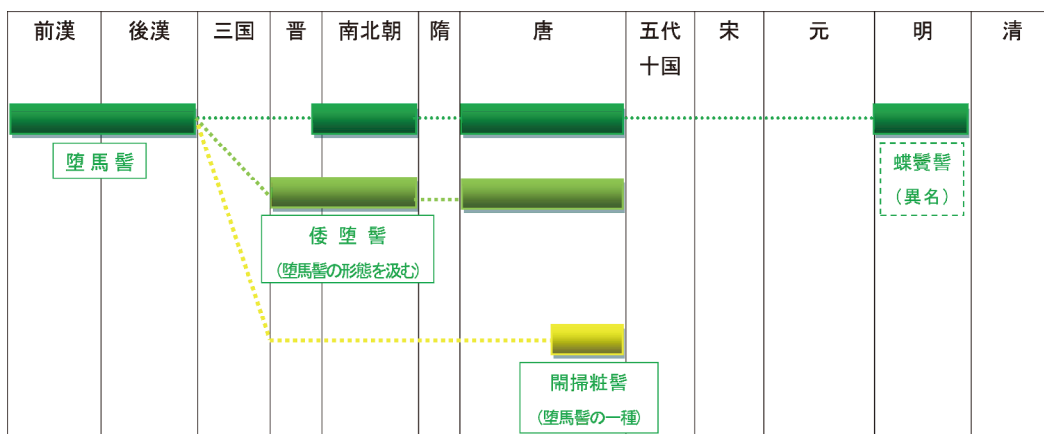 前漢
後漢
三国
晋
南北朝
隋
唐
五代
十国
宋
元
明
清
堕馬髻
蝶鬢髻
（異名）
倭堕髻
（堕馬髻の形態を汲む）
鬧掃粧髻
（堕馬髻の一種）